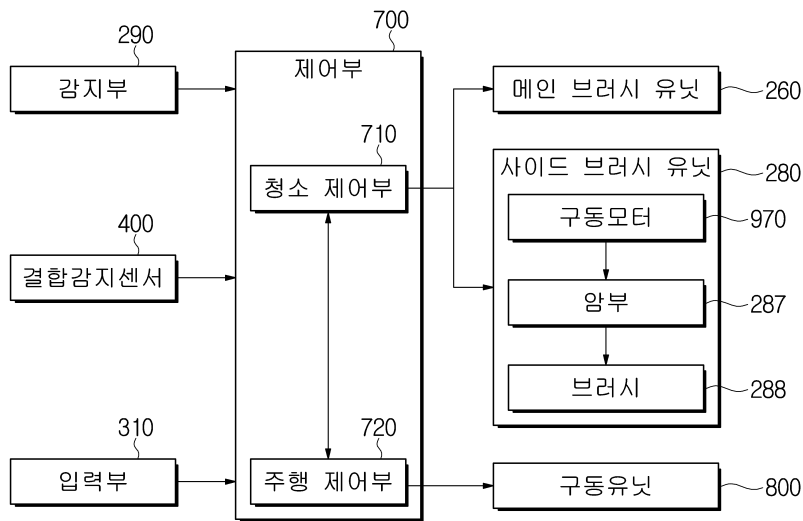 290
감지부
400
결합감지센서
310
입력부
700
제어부
710
청소 제어부
720
주행 제어부
메인 브러시 유닛
260
사이드 브러시 유닛
280
구동모터
970
암부
287
브러시
288
구동유닛
800